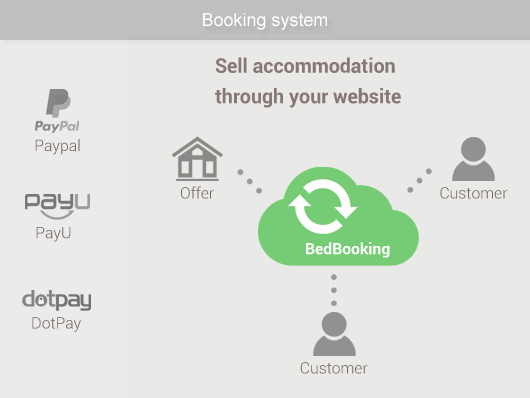 Booking system
Sell accommodation
through your website
PayPal
Paypal
payu
PayU
dotpay
DotPay
Offer
Customer
BedBooking
Customer